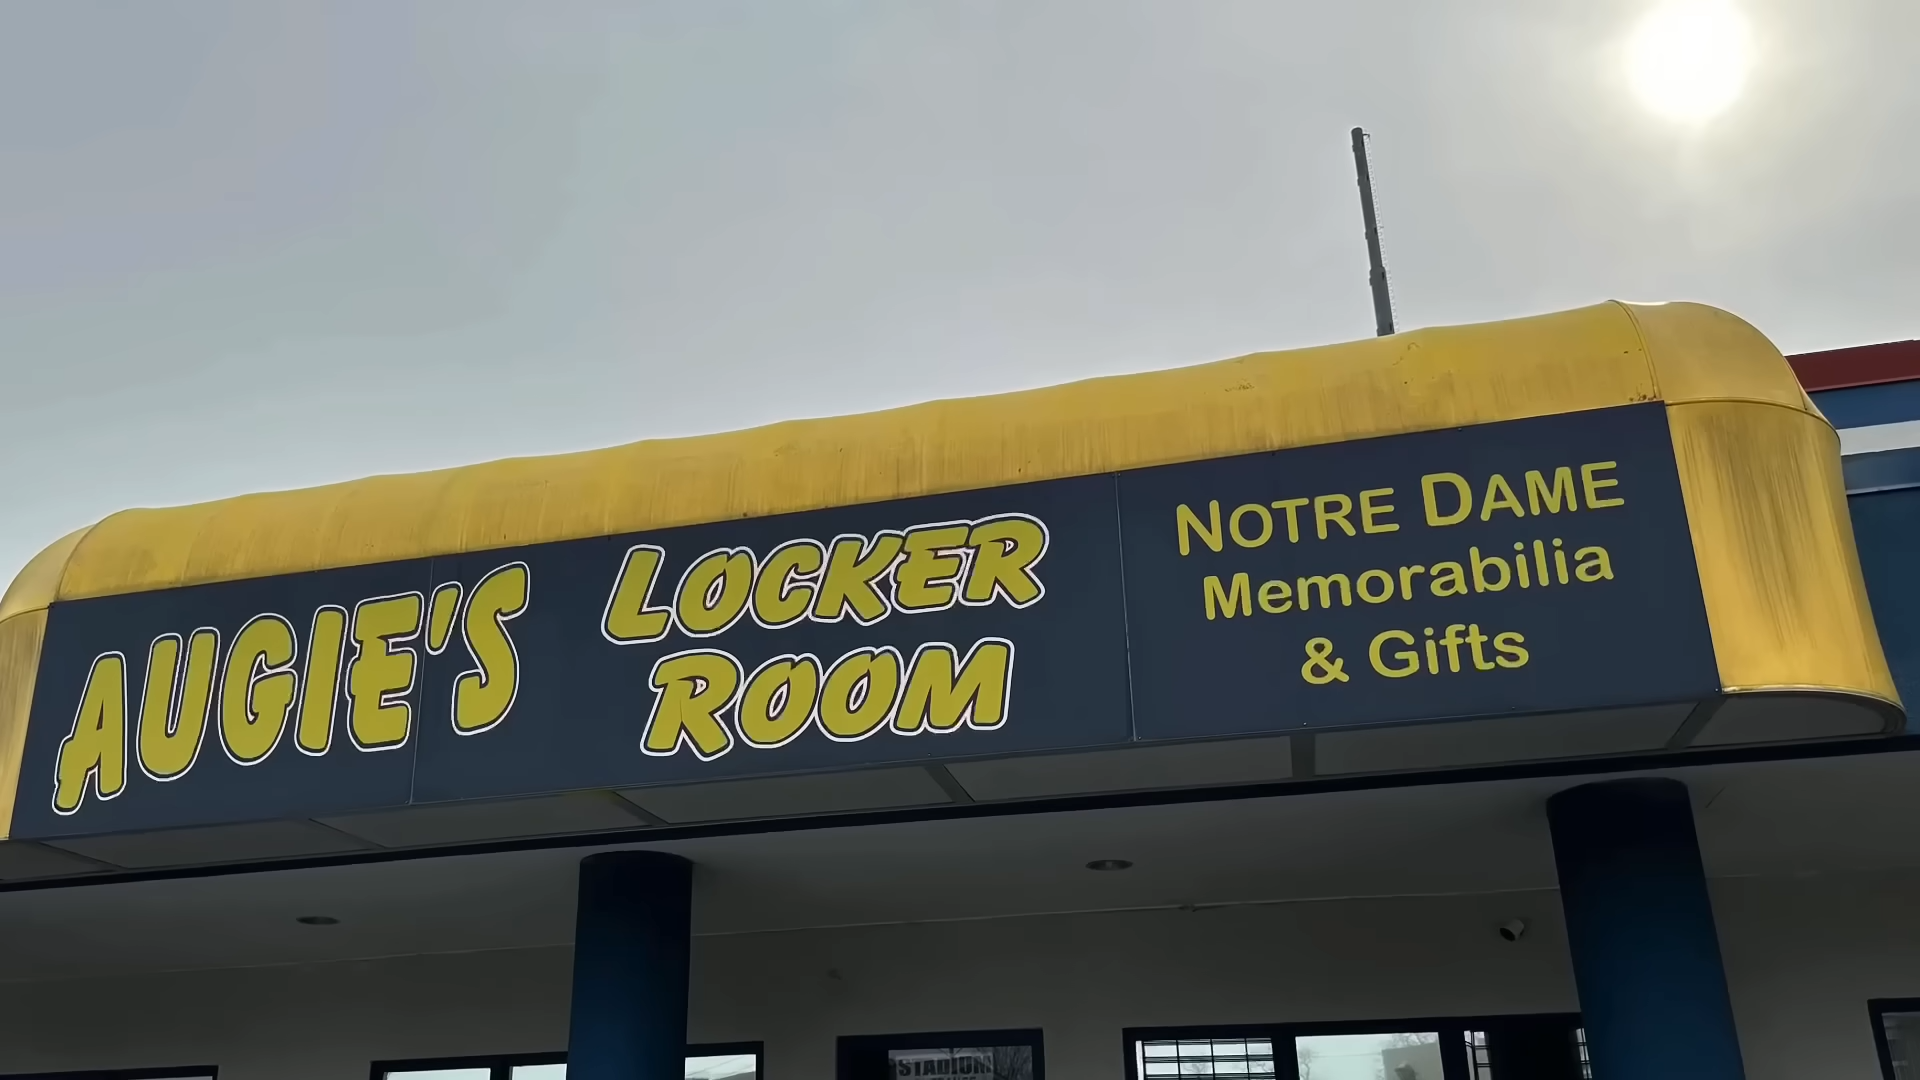 AUGIE'S
LOCKER
ROOM
NOTRE DAME
Memorabilia
& Gifts
STADIUM